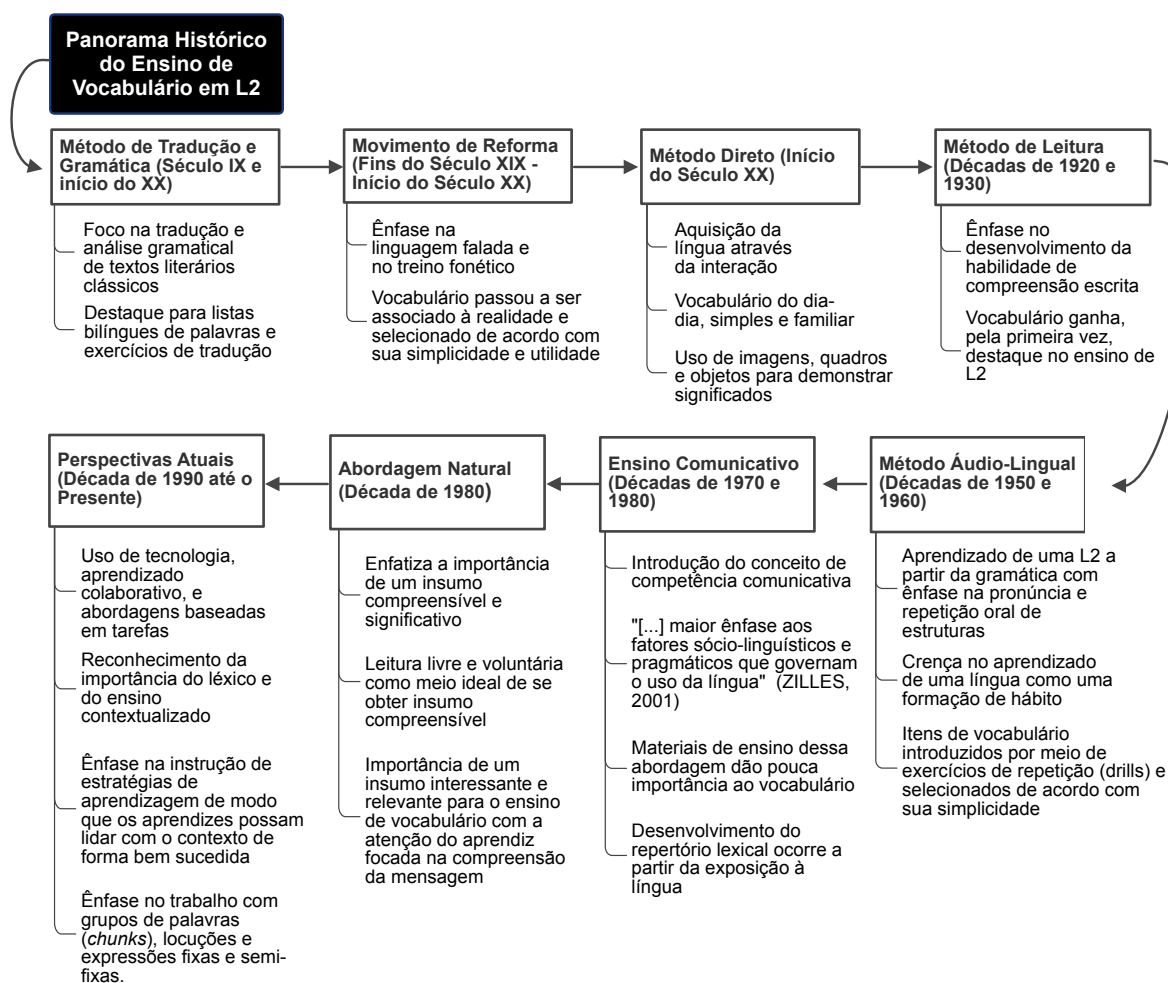 Panorama Histórico
do Ensino de
Vocabulário em L2
Método de Tradução e
Gramática (Século IX e
início do XX)
Foco na tradução e
análise gramatical
de textos literários
clássicos
Destaque para listas
bilíngues de palavras e
exercícios de tradução
Movimento de Reforma
(Fins do Século XIX -
Início do Século XX)
Ênfase na
linguagem falada e
no treino fonético
Vocabulário passou a ser
associado à realidade e
selecionado de acordo com
sua simplicidade e utilidade
Método Direto (Início
do Século XX)
Aquisição da
língua através
da interação
Vocabulário do dia-
dia, simples e familiar
Uso de imagens, quadros
e objetos para demonstrar
significados
Método de Leitura
(Décadas de 1920 e
1930)
Ênfase no
desenvolvimento da
habilidade de
compreensão escrita
Vocabulário ganha,
pela primeira vez,
destaque no ensino de
L2
Método Áudio-Lingual
(Décadas de 1950 e
1960)
Aprendizado de uma L2 a
partir da gramática com
ênfase na pronúncia e
repetição oral de
estruturas
Crença no aprendizado
de uma língua como uma
formação de hábito
Itens de vocabulário
introduzidos por meio de
exercícios de repetição (drills) e
selecionados de acordo com
sua simplicidade
Ensino Comunicativo
(Décadas de 1970 e
1980)
Introdução do conceito de
competência comunicativa
"[...] maior ênfase aos
fatores sócio-linguísticos e
pragmáticos que governam
o uso da língua" (ZILLES,
2001)
Materiais de ensino dessa
abordagem dão pouca
importância ao vocabulário
Desenvolvimento do
repertório lexical ocorre a
partir da exposição à
língua
Abordagem Natural
(Década de 1980)
Enfatiza a importância
de um insumo
compreensível e
significativo
Leitura livre e voluntária
como meio ideal de se
obter insumo
compreensível
Importância de um
insumo interessante e
relevante para o ensino
de vocabulário com a
atenção do aprendiz
focada na compreensão
da mensagem
Perspectivas Atuais
(Década de 1990 até o
Presente)
Uso de tecnologia,
aprendizado
colaborativo, e
abordagens baseadas
em tarefas
Reconhecimento da
importância do léxico e
do ensino
contextualizado
Ênfase na instrução de
estratégias de
aprendizagem de modo
que os aprendizes possam
lidar com o contexto de
forma bem sucedida
Ênfase no trabalho com
grupos de palavras
(chunks), locuções e
expressões fixas e semi-
fixas.